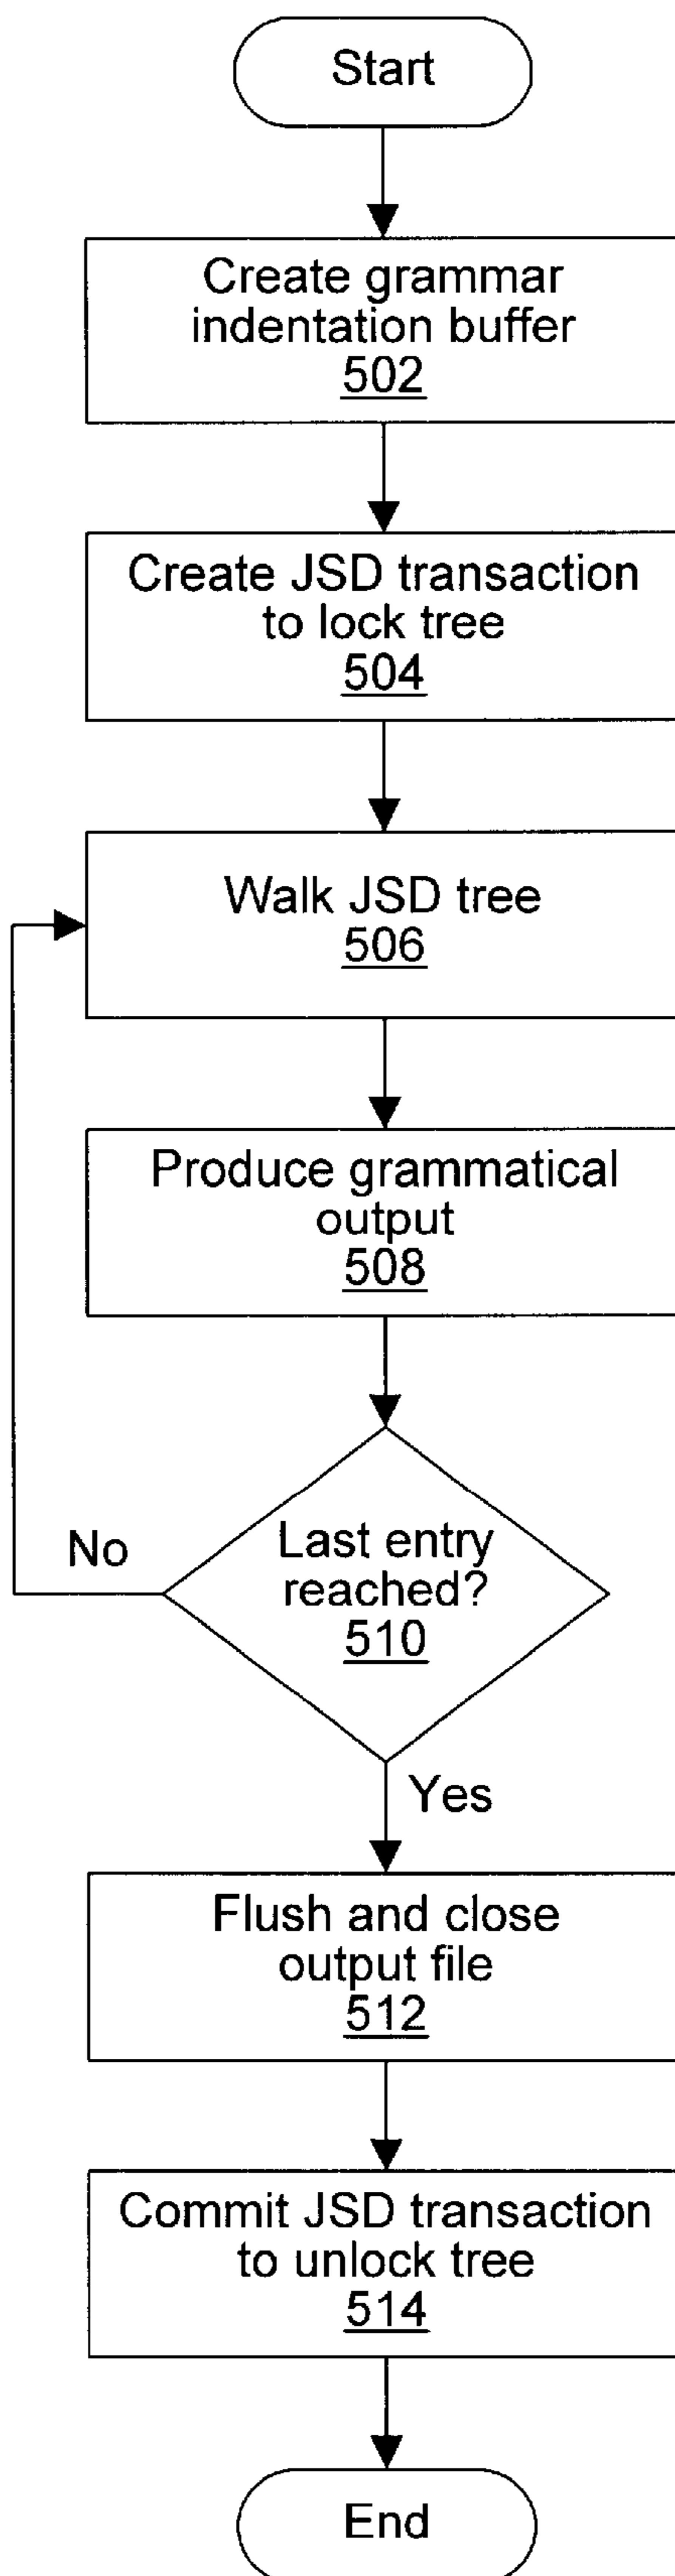 Start
Create grammar
indentation buffer
502
Create JSD transaction
to lock tree
504
Walk JSD tree
506
Produce grammatical
output
508
No
Last entry
reached?
510
Yes
Flush and close
output file
512
Commit JSD transaction
to unlock tree
514
End